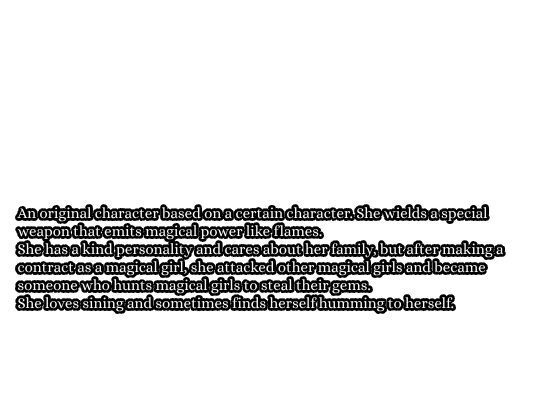 An original character based on a certain character. She wields a special
weapon that emits magical power like flames.
She has a kind personality and cares about her family, but after making a
contract as a magical girl, she attacked other magical girls and became
someone who hunts magical girls to steal their gems.
She loves sining and sometimes finds herself humming to herself.